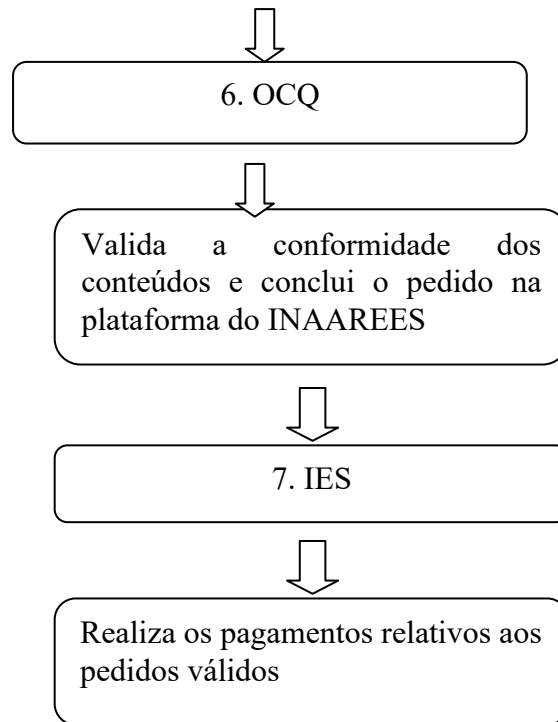 6. OCQ
Valida a conformidade dos
conteúdos e conclui o pedido na
plataforma do INAAREES
7. IES
Realiza os pagamentos relativos aos
pedidos válidos